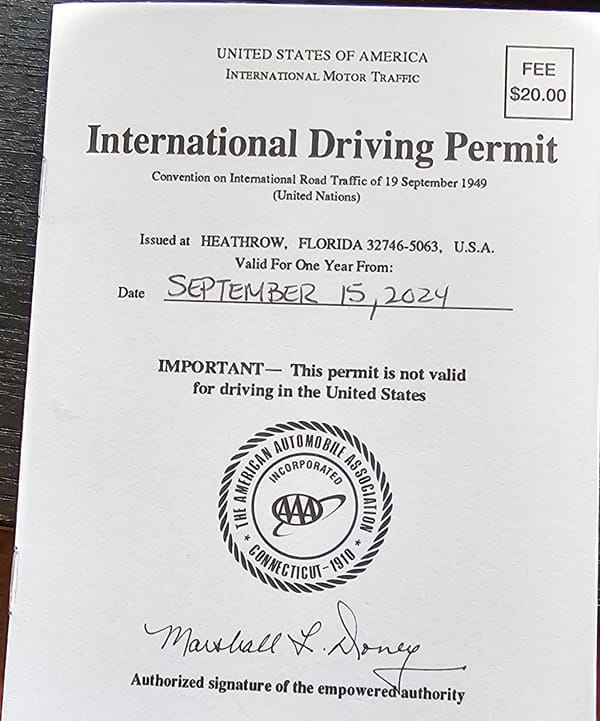 UNITED STATES OF AMERICA
INTERNATIONAL MOTOR TRAFFIC
FEE
$20.00
International Driving Permit
Convention on International Road Traffic of 19 September 1949
(United Nations)
Issued at HEATHROW, FLORIDA 32746-5063, U.S.A.
Valid For One Year From:
Date SEPTEMBER 15, 2024
IMPORTANT— This permit is not valid
for driving in the United States
THE AMERICAN AUTOMOBILE ASSOCIATION
INCORPORATED
AAA
* CONNECTICUT-1910 *
Marshall L. Doney
Authorized signature of the empowered authority